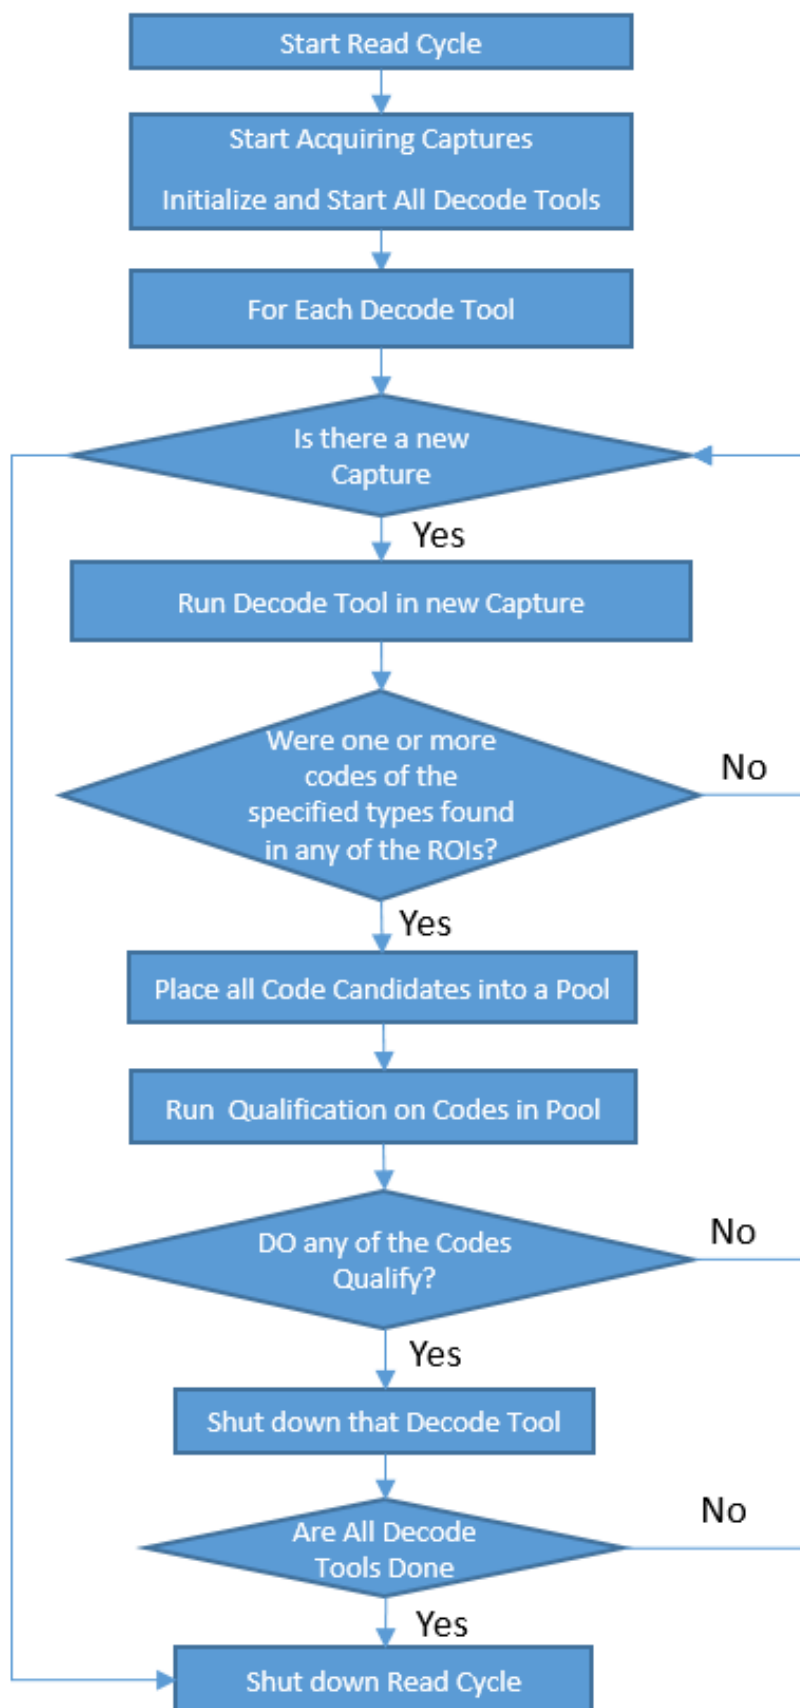 Start Read Cycle
Start Acquiring Captures
Initialize and Start All Decode Tools
For Each Decode Tool
Is there a new
Capture
Yes
Run Decode Tool in new Capture
Were one or more
codes of the
specified types found
in any of the ROIs?
No
Yes
Place all Code Candidates into a Pool
Run  Qualification on Codes in Pool
DO any of the Codes
Qualify?
No
Yes
Shut down that Decode Tool
Are All Decode
Tools Done
No
Yes
Shut down Read Cycle